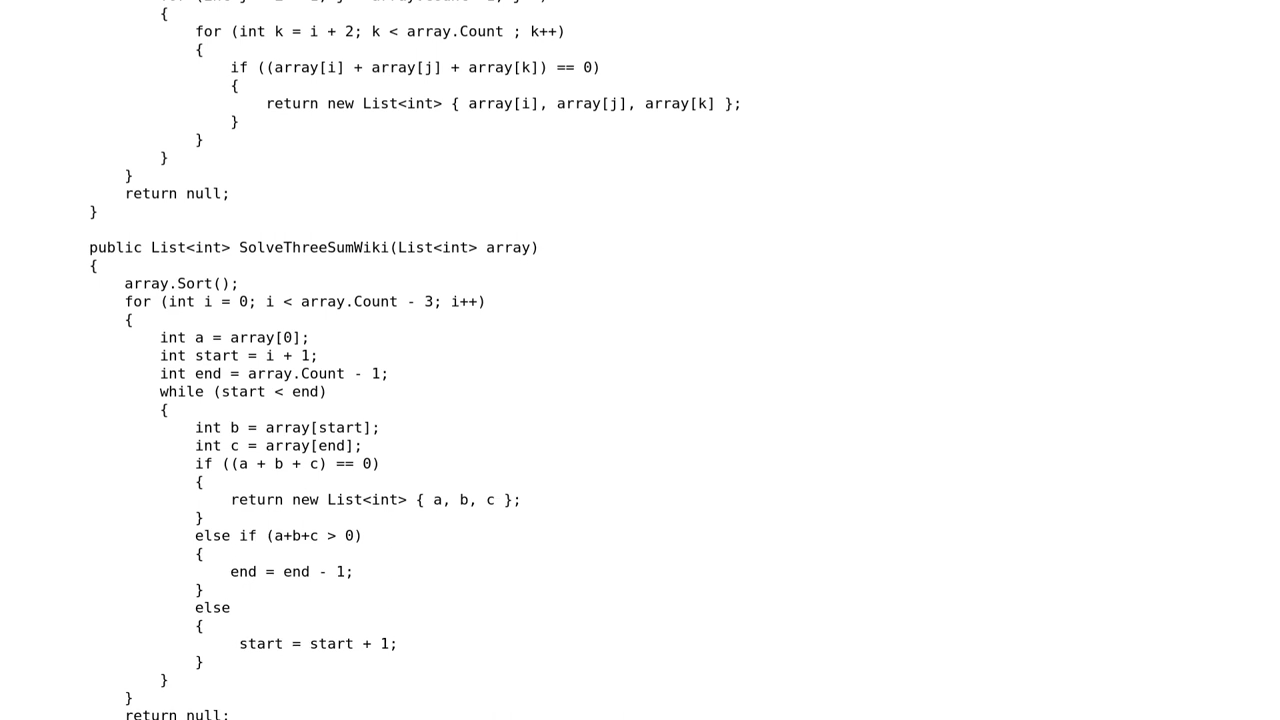 {
for (int k = i + 2; k < array.Count ; k++)
{
if ((array[i] + array[j] + array[k]) == 0)
{
return new List<int> { array[i], array[j], array[k] };
}
}
}
}
return null;
}
public List<int> SolveThreeSumWiki(List<int> array)
{
array.Sort();
for (int i = 0; i < array.Count - 3; i++)
{
int a = array[0];
int start = i + 1;
int end = array.Count - 1;
while (start < end)
{
int b = array[start];
int c = array[end];
if ((a + b + c) == 0)
{
return new List<int> { a, b, c };
}
else if (a+b+c > 0)
{
end = end - 1;
}
else
{
start = start + 1;
}
}
}
return null;